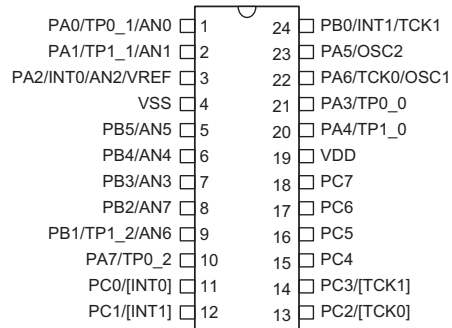 PA0/TP0_1/AN0 1 24 PB0/INT1/TCK1
PA1/TP1_1/AN1 2 23 PA5/OSC2
PA2/INT0/AN2/VREF 3 22 PA6/TCK0/OSC1
VSS 4 21 PA3/TP0_0
PB5/AN5 5 20 PA4/TP1_0
PB4/AN4 6 19 VDD
PB3/AN3 7 18 PC7
PB2/AN7 8 17 PC6
PB1/TP1_2/AN6 9 16 PC5
PA7/TP0_2 10 15 PC4
PC0/[INT0] 11 14 PC3/[TCK1]
PC1/[INT1] 12 13 PC2/[TCK0]